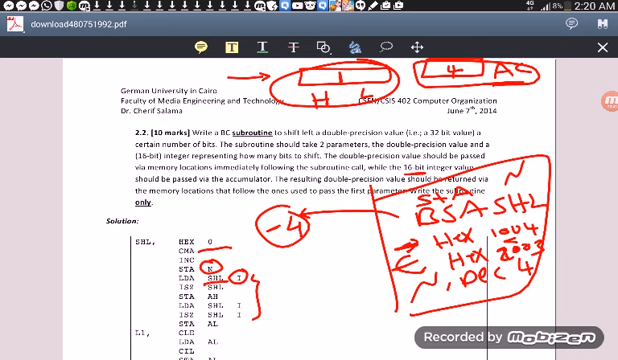 2:20 AM
download480751992.pdf
1
4 AC
H L
German University in Cairo
Faculty of Media Engineering and Technology
Dr. Cherif Salama
CSEN/CSIS 402 Computer Organization
June 7th, 2014
2.2. [10 marks] Write a BC subroutine to shift left a double-precision value (i.e.; a 32 bit value) a
certain number of bits. The subroutine should take 2 parameters, the double-precision value and a
(16-bit) integer representing how many bits to shift. The double-precision value should be passed
via memory locations immediately following the subroutine call, while the 16-bit integer value
should be passed via the accumulator. The resulting double-precision value should be returned via
the memory locations that follow the ones used to pass the first parameter. Write the subroutine
only.
STA N
BSA SHL
Hex 1004
Hex 2003
N, DEC 4
-4
Solution:
SHL, HEX 0
CMA
INC
STA N
LDA SHL I
ISZ SHL
STA AH
LDA SHL I
ISZ SHL I
STA AL
L1, CLE
LDA AL
CIL
STA AL
RECORDED WITH
Mobizen